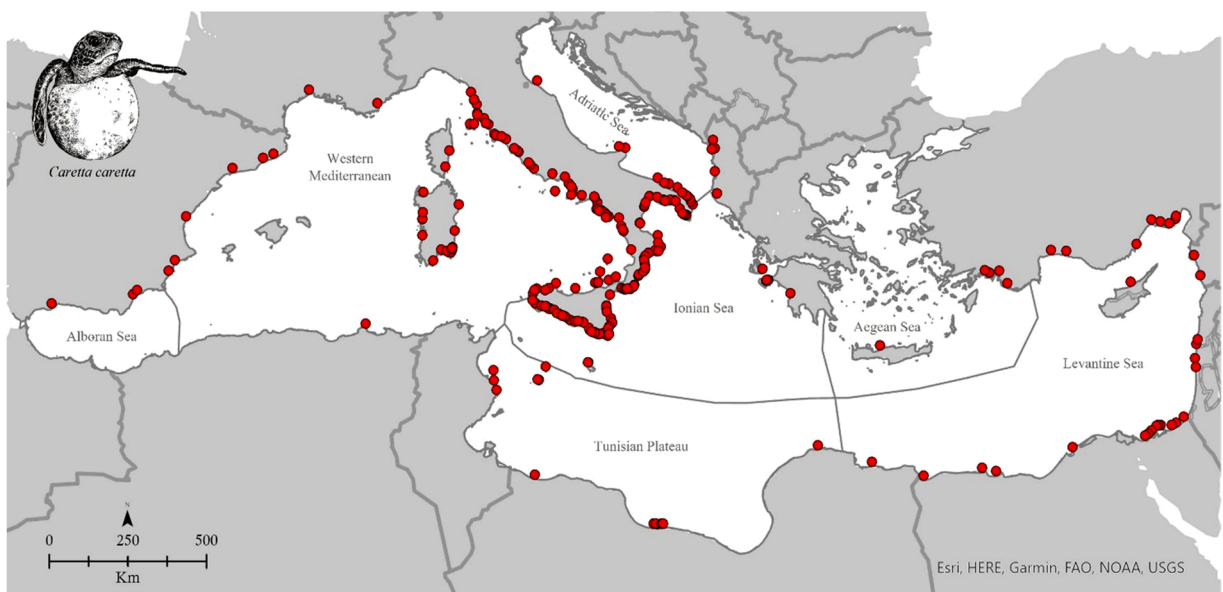 Caretta caretta
Adriatic Sea
Western
Mediterranean
Ionian Sea
Alboran Sea
Aegean Sea
Levantine Sea
Tunisian Plateau
N
0 250 500
Km
Esri, HERE, Garmin, FAO, NOAA, USGS